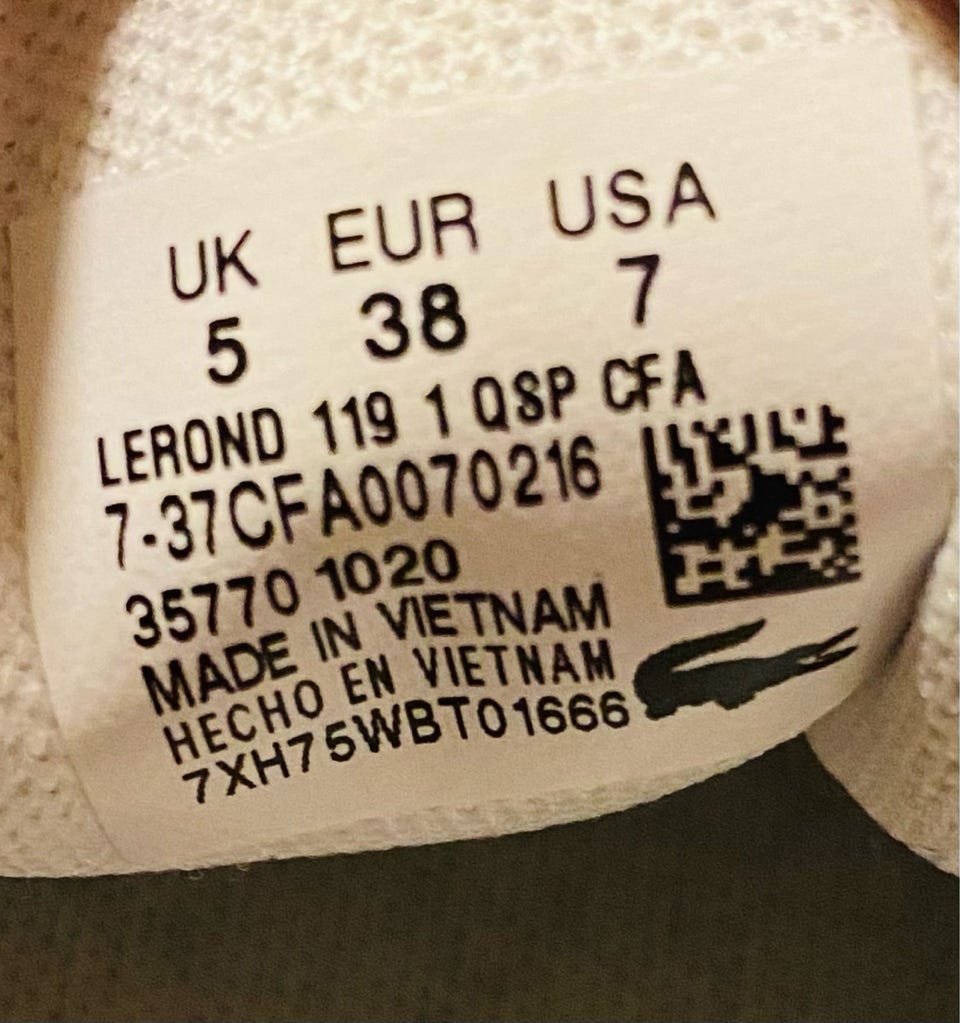 UK EUR USA
5 38 7
LEROND 119 1 QSP CFA
7-37CFA0070216
35770 1020
MADE IN VIETNAM
HECHO EN VIETNAM
7XH75WBT01666